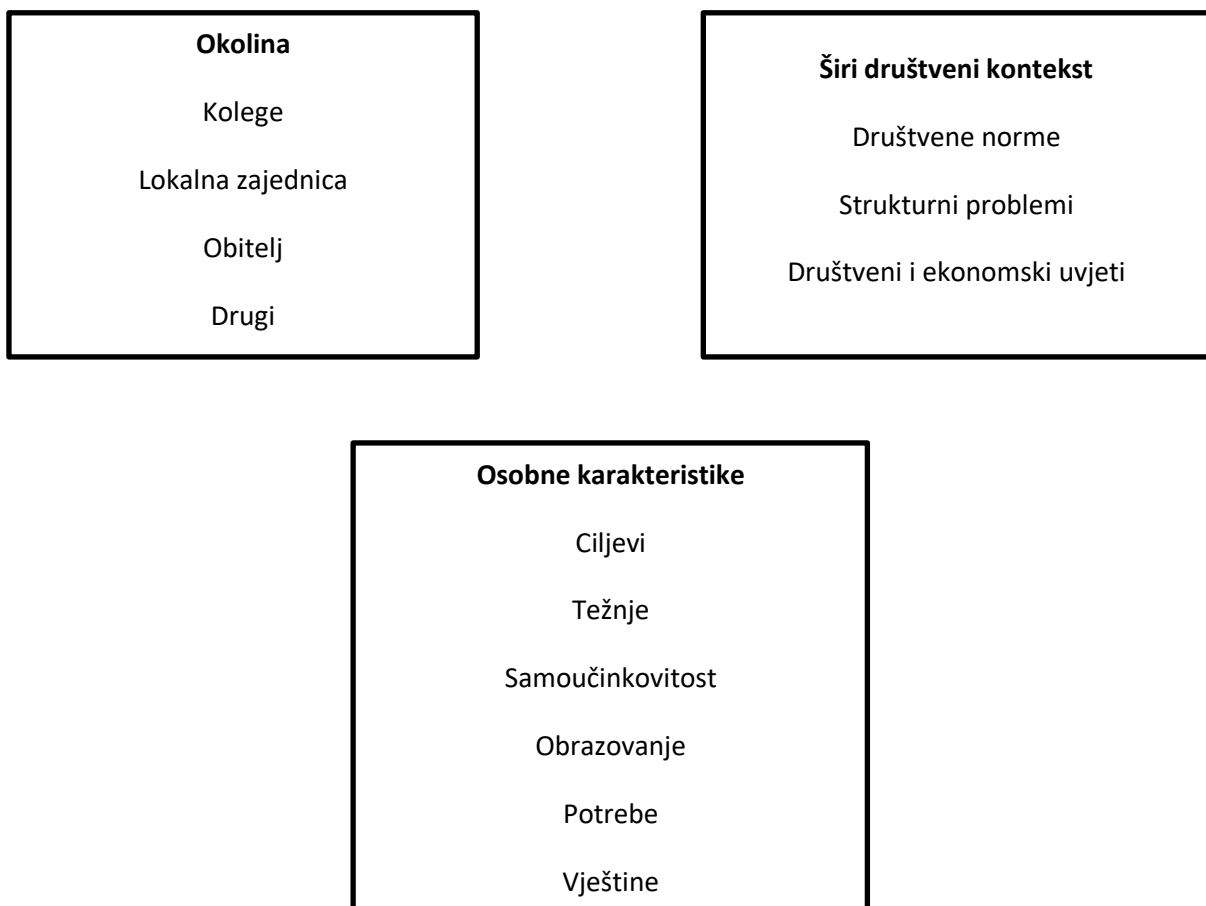 Okolina
Kolege
Lokalna zajednica
Obitelj
Drugi
Širi društveni kontekst
Društvene norme
Strukturni problemi
Društveni i ekonomski uvjeti
Osobne karakteristike
Ciljevi
Težnje
Samoučinkovitost
Obrazovanje
Potrebe
Vještine